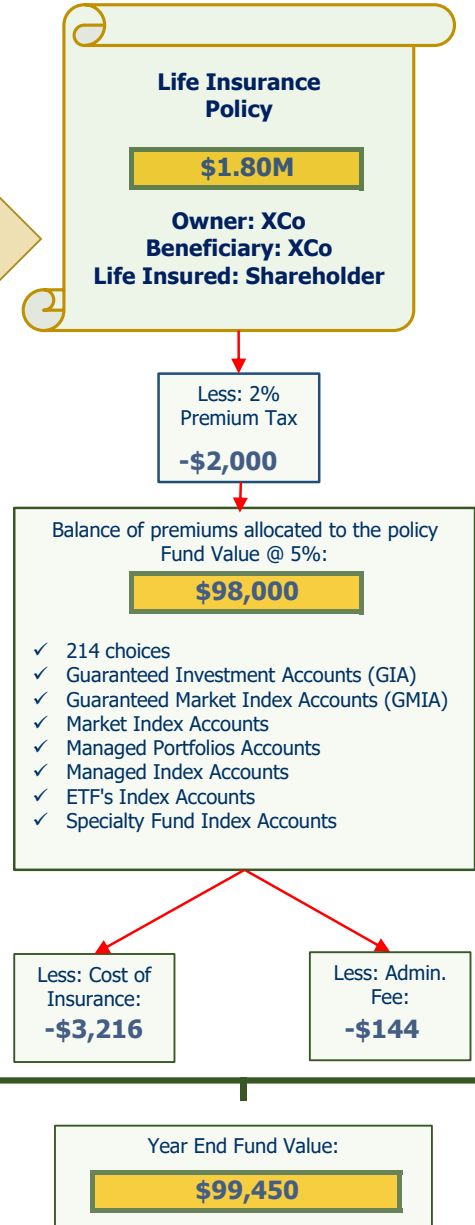 Life Insurance
Policy
$1.80M
Owner: XCo
Beneficiary: XCo
Life Insured: Shareholder
Less: 2%
Premium Tax
-$2,000
Balance of premiums allocated to the policy
Fund Value @ 5%:
$98,000
✓ 214 choices
✓ Guaranteed Investment Accounts (GIA)
✓ Guaranteed Market Index Accounts (GMIA)
✓ Market Index Accounts
✓ Managed Portfolios Accounts
✓ Managed Index Accounts
✓ ETF's Index Accounts
✓ Specialty Fund Index Accounts
Less: Cost of
Insurance:
-$3,216
Less: Admin.
Fee:
-$144
Year End Fund Value:
$99,450